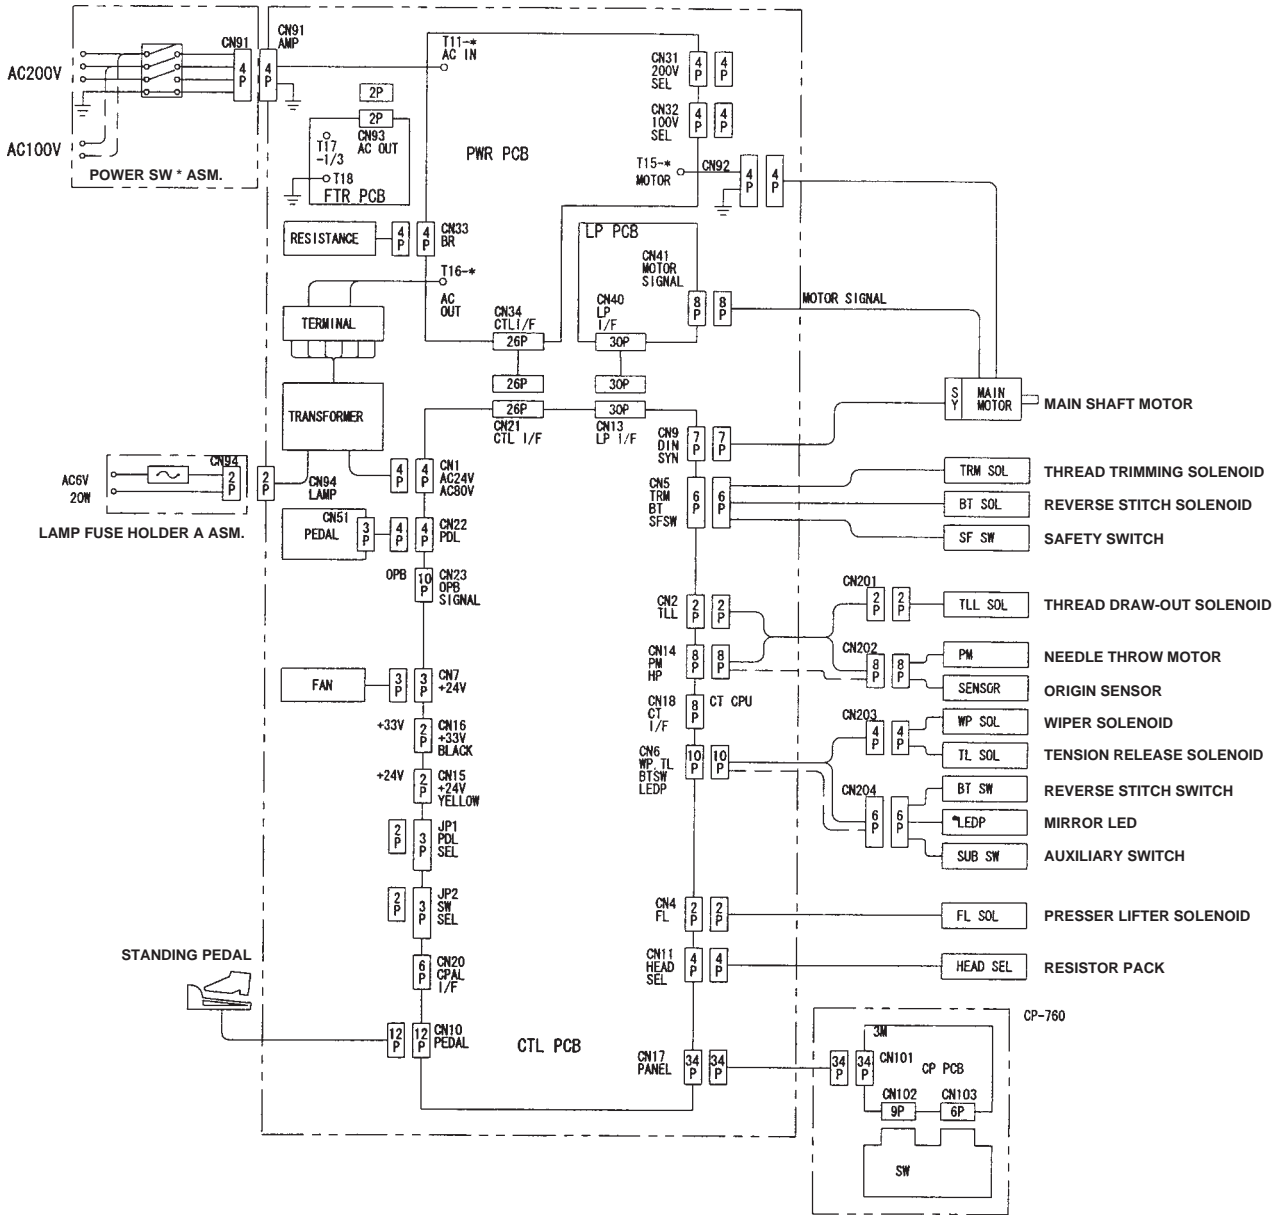 AC200V
AC100V
CN91
4P
POWER SW * ASM.
CN91
AMP
4P
T11-*
AC IN
2P
2P
CN93
AC OUT
T17
-1/3
T18
FTR PCB
PWR PCB
CN31
200V
SEL
4P
4P
CN32
100V
SEL
4P
4P
T15-*
MOTOR
CN92
4P
4P
RESISTANCE
4P
4P
CN33
BR
LP PCB
CN41
MOTOR
SIGNAL
8P
8P
MOTOR SIGNAL
T16-*
AC
OUT
TERMINAL
CN34
CTLI/F
26P
CN40
LP
I/F
30P
26P
30P
TRANSFORMER
26P
CN21
CTL I/F
30P
CN13
LP I/F
SY
MAIN
MOTOR
MAIN SHAFT MOTOR
CN9
DIN
SYN
7P
7P
AC6V
20W
CN94
2P
LAMP FUSE HOLDER A ASM.
2P
CN94
LAMP
4P
4P
CN1
AC24V
AC80V
CN5
TRM
BT
SFSW
6P
6P
TRM SOL
THREAD TRIMMING SOLENOID
BT SOL
REVERSE STITCH SOLENOID
SF SW
SAFETY SWITCH
CN51
PEDAL
3P
4P
4P
CN22
PDL
OPB
10P
CN23
OPB
SIGNAL
CN2
TLL
2P
2P
CN201
2P
2P
TLL SOL
THREAD DRAW-OUT SOLENOID
CN14
PM
HP
8P
8P
CN202
8P
8P
PM
NEEDLE THROW MOTOR
SENSOR
ORIGIN SENSOR
FAN
3P
3P
CN7
+24V
CN18
CT
I/F
8P
CT CPU
+33V
2P
CN16
+33V
BLACK
CN6
WP.TL
BTSW
LEDP
10P
10P
CN203
4P
4P
WP SOL
WIPER SOLENOID
TL SOL
TENSION RELEASE SOLENOID
+24V
2P
CN15
+24V
YELLOW
CN204
6P
6P
BT SW
REVERSE STITCH SWITCH
LEDP
MIRROR LED
SUB SW
AUXILIARY SWITCH
2P
3P
JP1
PDL
SEL
2P
3P
JP2
SW
SEL
CN4
FL
2P
2P
FL SOL
PRESSER LIFTER SOLENOID
STANDING PEDAL
6P
CN20
CPAL
I/F
CN11
HEAD
SEL
4P
4P
HEAD SEL
RESISTOR PACK
12P
12P
CN10
PEDAL
CTL PCB
CN17
PANEL
34P
34P
CP-760
34P
34P
3M
CN101
CP PCB
CN102
9P
CN103
6P
SW